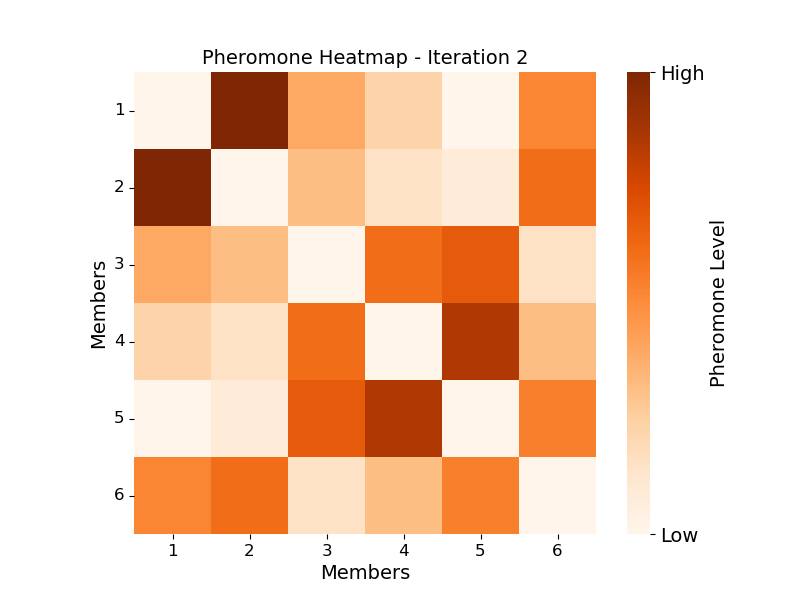 Pheromone Heatmap - Iteration 2
1
2
3
4
5
6
Members
1 2 3 4 5 6
Members
High
Low
Pheromone Level